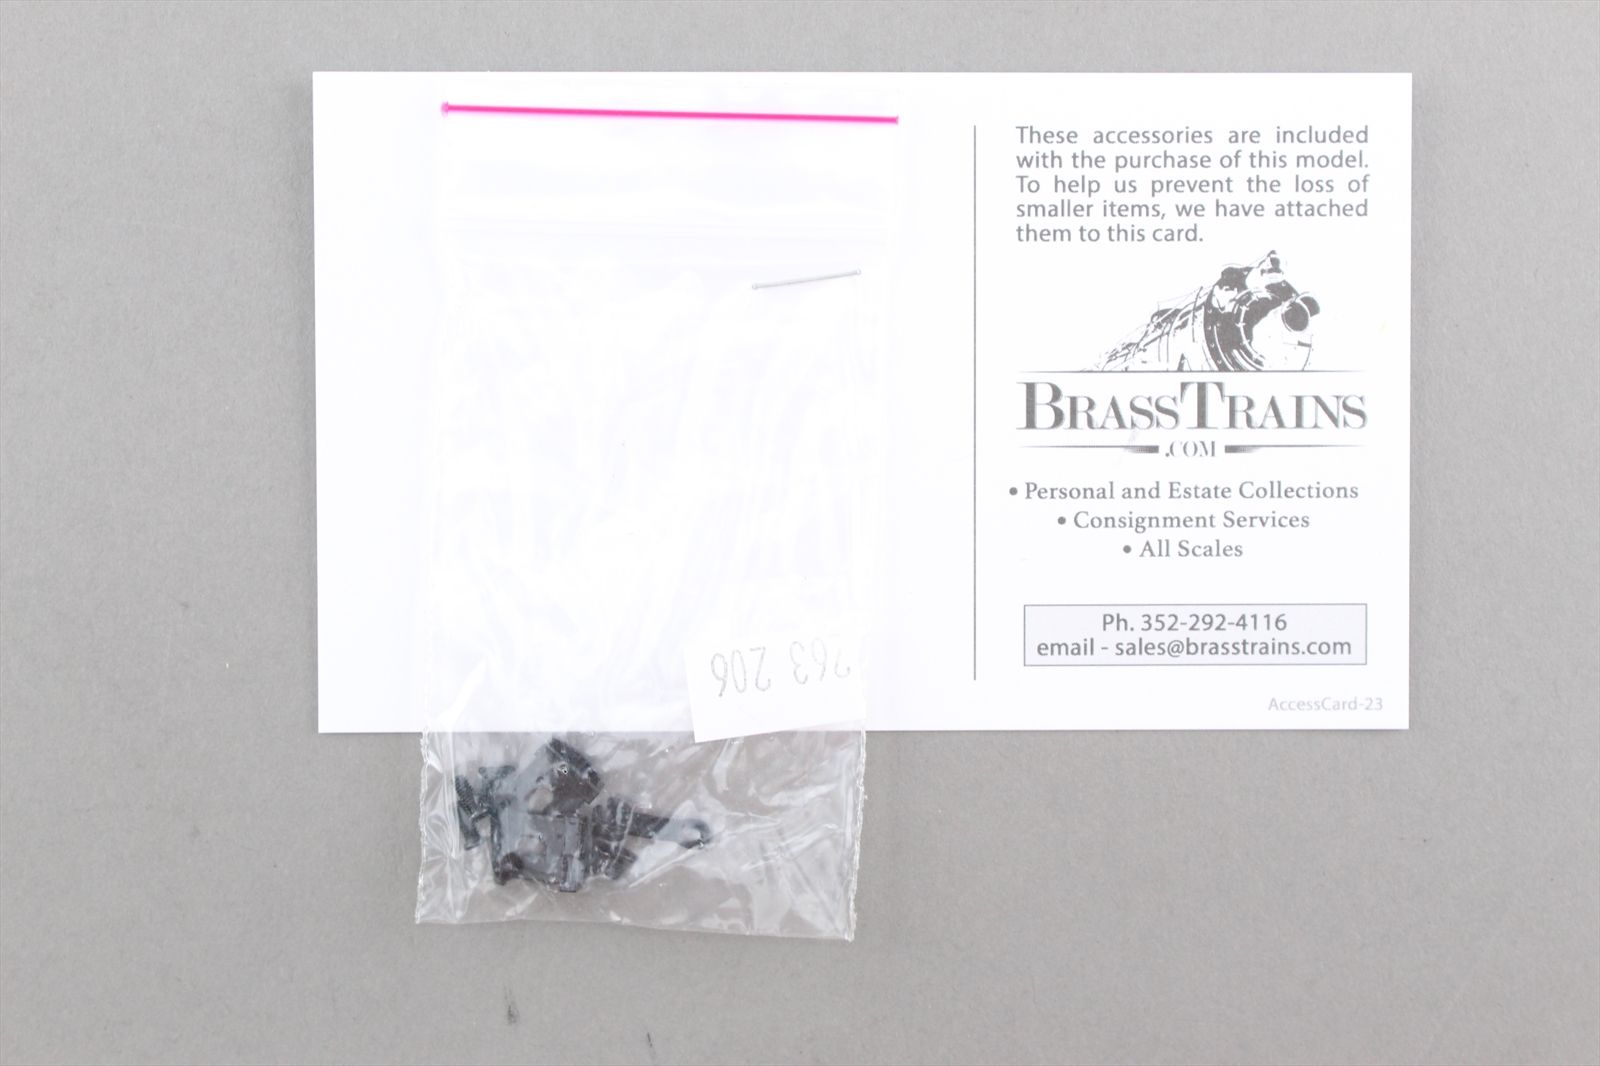 These accessories are included
with the purchase of this model.
To help us prevent the loss of
smaller items, we have attached
them to this card.
BRASSTRAINS
.COM
• Personal and Estate Collections
• Consignment Services
• All Scales
Ph. 352-292-4116
email - sales@brasstrains.com
AccessCard-23
263 206